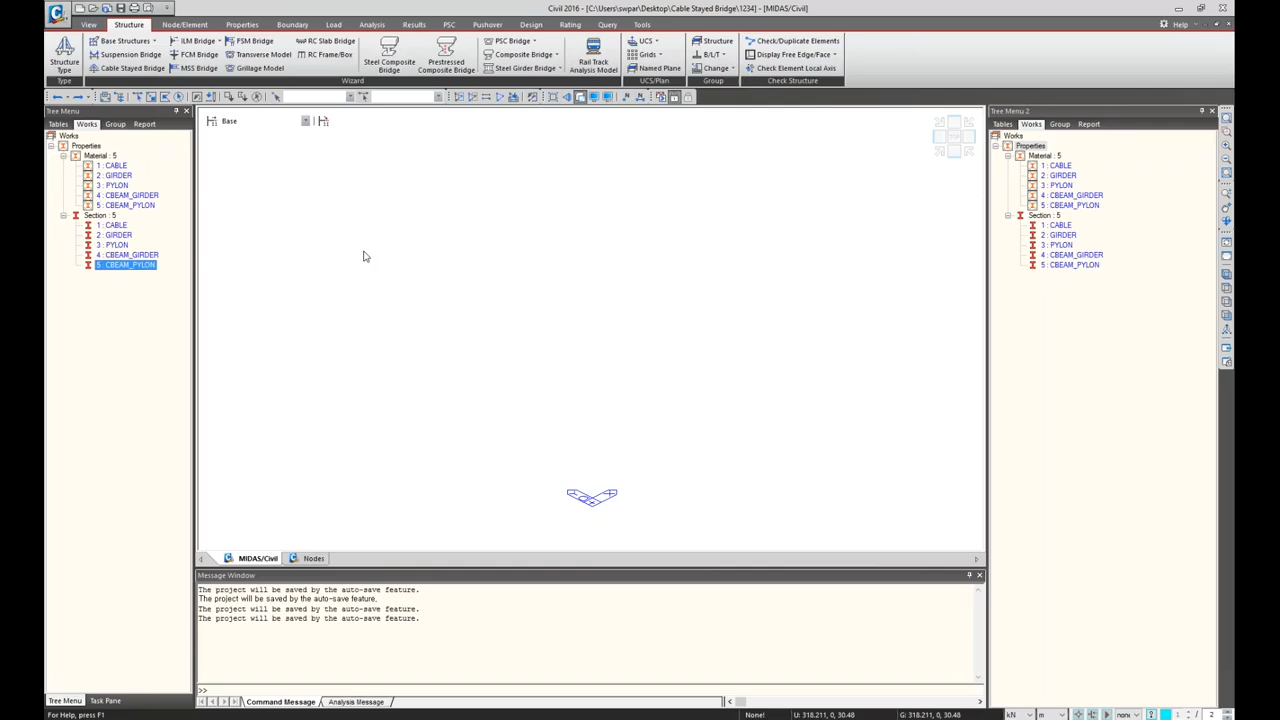 Civil 2016 - [C:\Users\swpar\Desktop\Cable Stayed Bridge\1234] - [MIDAS/Civil]
View Structure Node/Element Properties Boundary Load Analysis Results PSC Pushover Design Rating Query Tools Help
Structure Type
Type
Base Structures
Suspension Bridge
Cable Stayed Bridge
ILM Bridge
FCM Bridge
MSS Bridge
FSM Bridge
Transverse Model
Grillage Model
RC Slab Bridge
RC Frame/Box
Steel Composite Bridge
Prestressed Composite Bridge
PSC Bridge
Composite Bridge
Steel Girder Bridge
Rail Track Analysis Model
Wizard
UCS
Grids
Named Plane
UCS/Plan
Structure
B/L/T
Change
Group
Check/Duplicate Elements
Display Free Edge/Face
Check Element Local Axis
Check Structure
Tree Menu
Tables Works Group Report
Works
Properties
Material : 5
1 : CABLE
2 : GIRDER
3 : PYLON
4 : CBEAM_GIRDER
5 : CBEAM_PYLON
Section : 5
1 : CABLE
2 : GIRDER
3 : PYLON
4 : CBEAM_GIRDER
5 : CBEAM_PYLON
Tree Menu Task Pane
Base
MIDAS/Civil Nodes
Message Window
The project will be saved by the auto-save feature.
The project will be saved by the auto-save feature.
The project will be saved by the auto-save feature.
The project will be saved by the auto-save feature.
>>
Command Message Analysis Message
Tree Menu 2
Tables Works Group Report
Works
Properties
Material : 5
1 : CABLE
2 : GIRDER
3 : PYLON
4 : CBEAM_GIRDER
5 : CBEAM_PYLON
Section : 5
1 : CABLE
2 : GIRDER
3 : PYLON
4 : CBEAM_GIRDER
5 : CBEAM_PYLON
For Help, press F1
None! U: 318.211, 0, 30.48 G: 318.211, 0, 30.48 kN m non 1 / 2